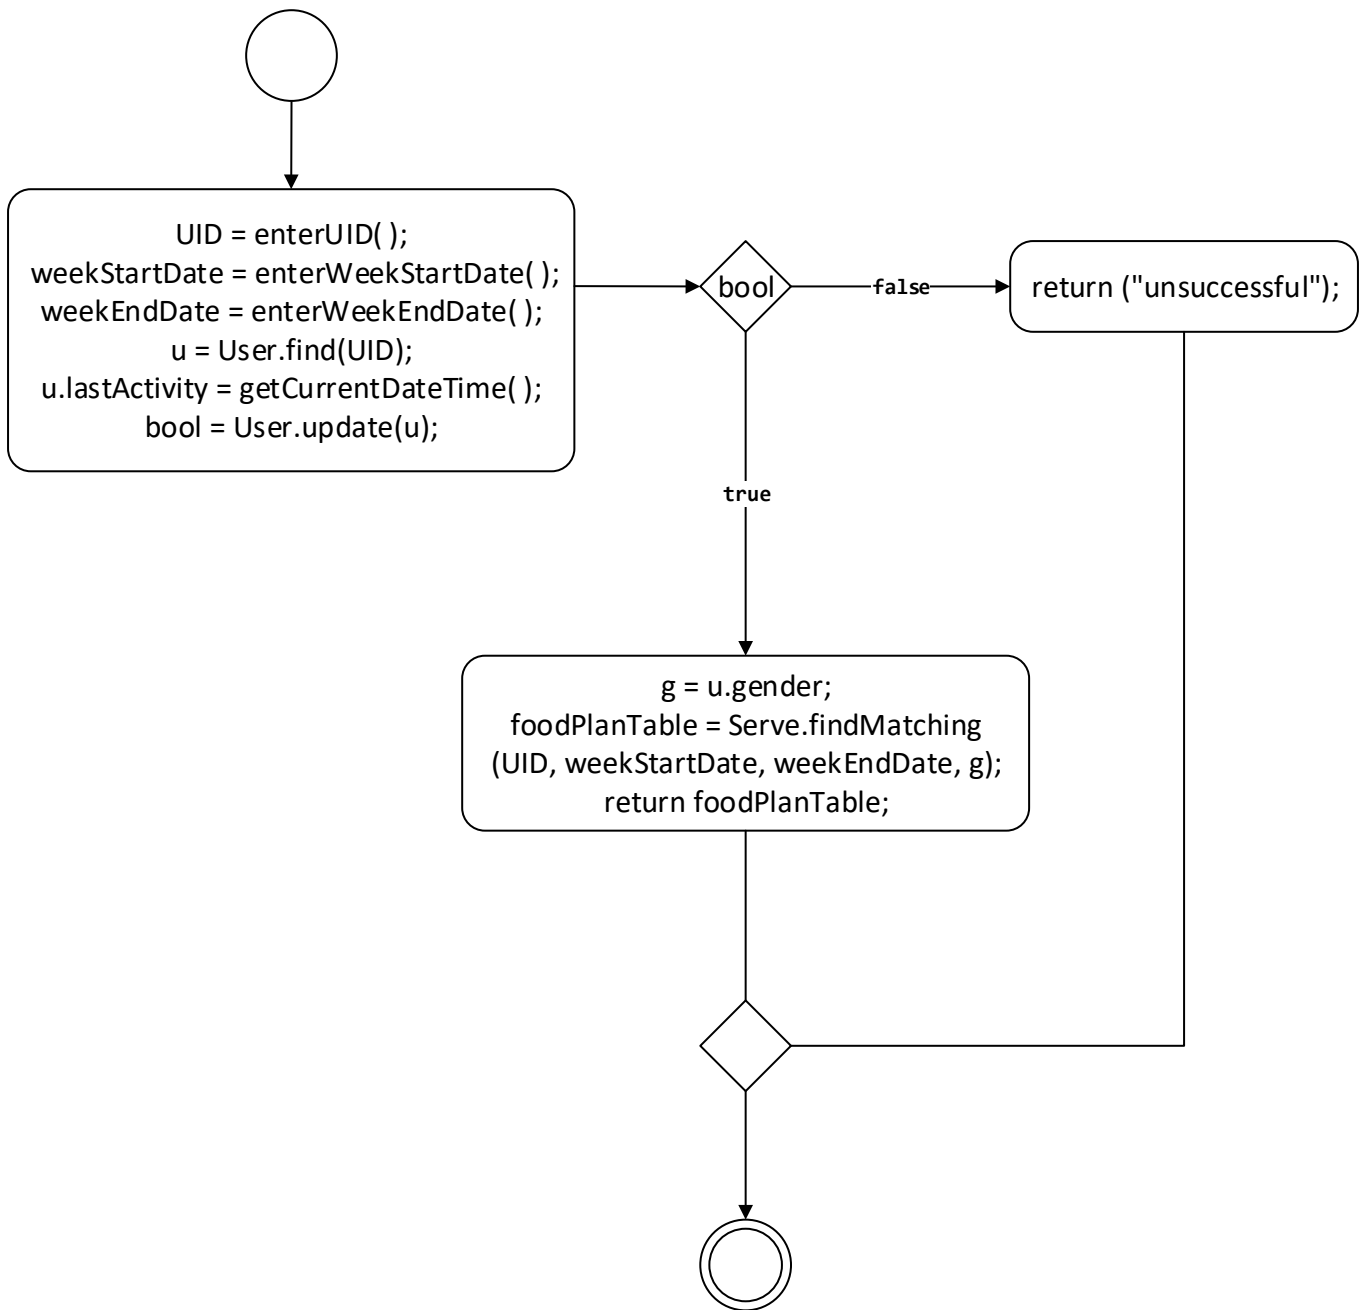 UID = enterUID( );
weekStartDate = enterWeekStartDate( );
weekEndDate = enterWeekEndDate( );
u = User.find(UID);
u.lastActivity = getCurrentDateTime( );
bool = User.update(u);
bool
false
return ("unsuccessful");
true
g = u.gender;
foodPlanTable = Serve.findMatching
(UID, weekStartDate, weekEndDate, g);
return foodPlanTable;